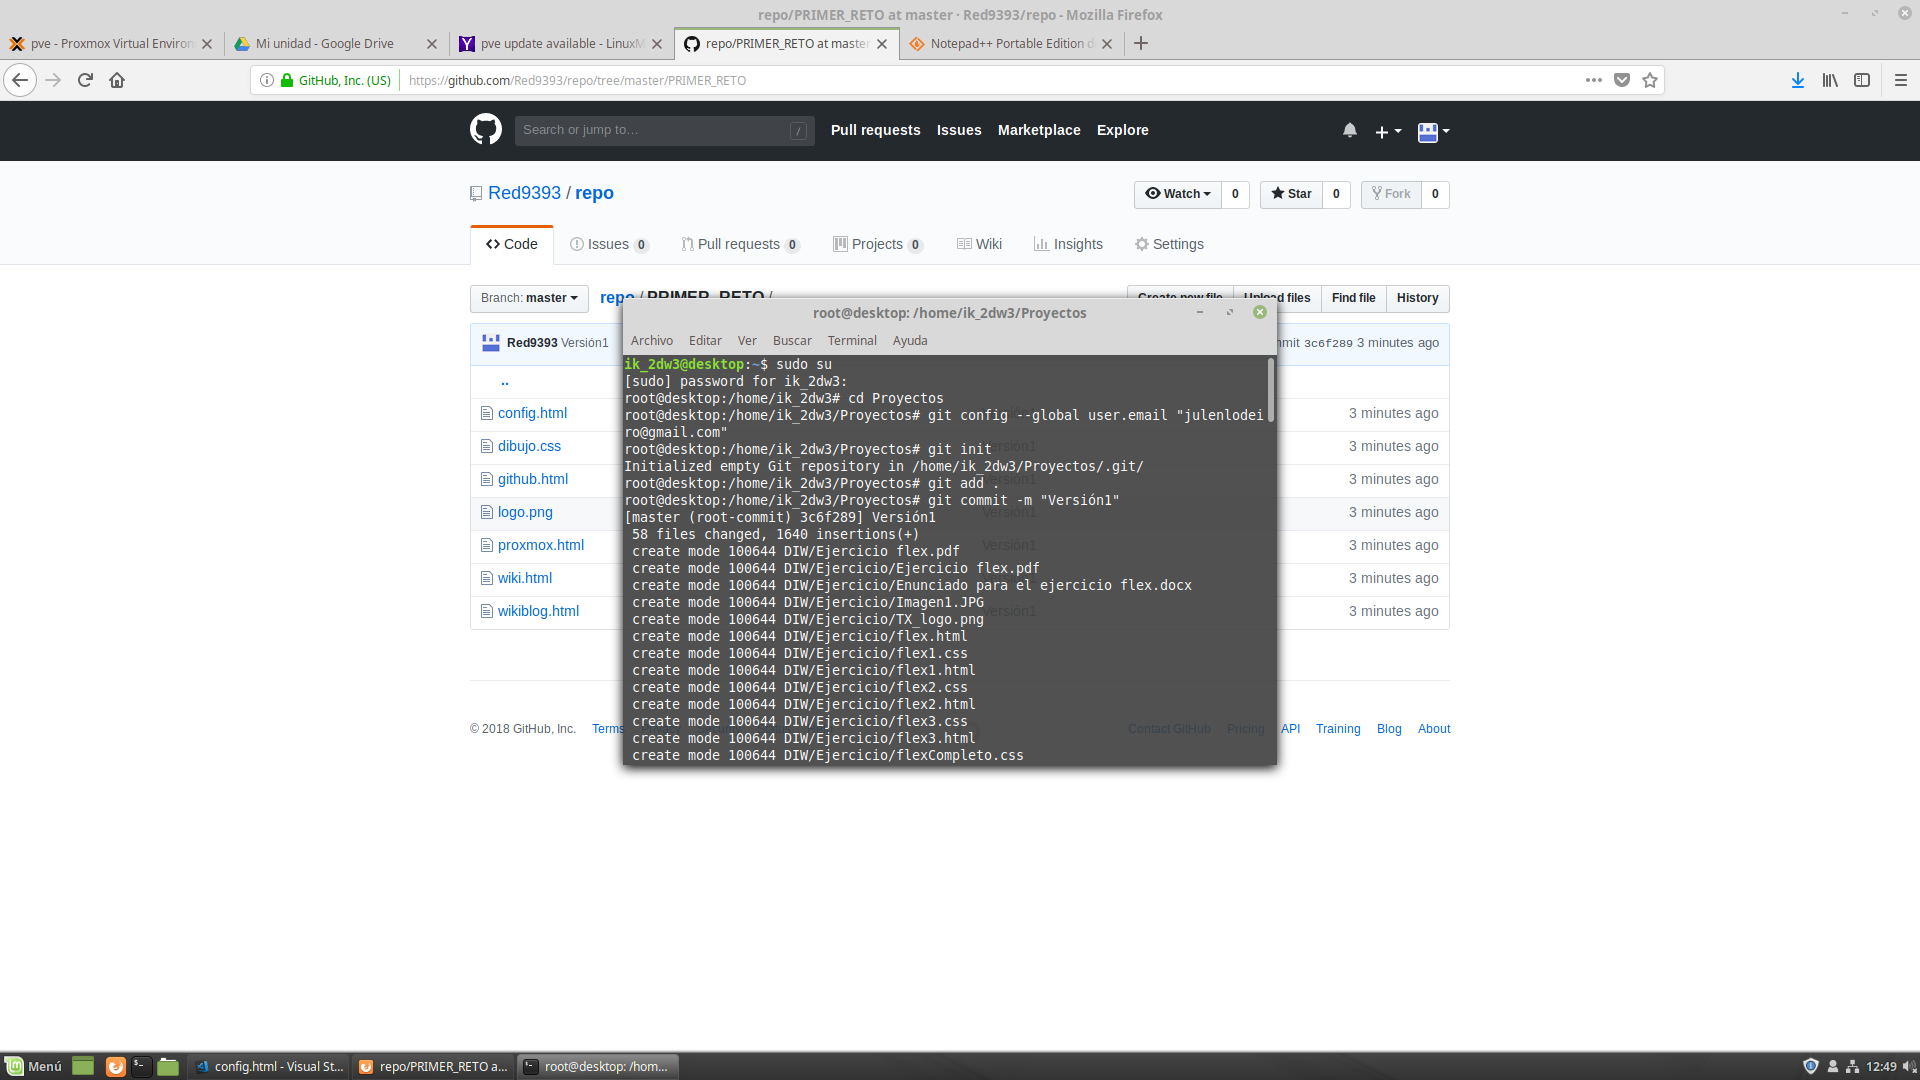 repo/PRIMER_RETO at master · Red9393/repo - Mozilla Firefox
pve - Proxmox Virtual Environ
Mi unidad - Google Drive
pve update available - LinuxM
repo/PRIMER_RETO at master
Notepad++ Portable Edition d
GitHub, Inc. (US)
https://github.com/Red9393/repo/tree/master/PRIMER_RETO
Search or jump to…
/
Pull requests
Issues
Marketplace
Explore
Red9393 / repo
Watch 0
Star 0
Fork 0
Code
Issues 0
Pull requests 0
Projects 0
Wiki
Insights
Settings
Branch: master
repo / PRIMER_RETO /
Create new file
Upload files
Find file
History
Red9393 Versión1
3c6f289 3 minutes ago
..
config.html
3 minutes ago
dibujo.css
3 minutes ago
github.html
3 minutes ago
logo.png
3 minutes ago
proxmox.html
3 minutes ago
wiki.html
3 minutes ago
wikiblog.html
3 minutes ago
© 2018 GitHub, Inc.
Terms
Contact GitHub
Pricing
API
Training
Blog
About
root@desktop: /home/ik_2dw3/Proyectos
Archivo Editar Ver Buscar Terminal Ayuda
ik_2dw3@desktop:~$ sudo su
[sudo] password for ik_2dw3:
root@desktop:/home/ik_2dw3# cd Proyectos
root@desktop:/home/ik_2dw3/Proyectos# git config --global user.email "julenlodei
ro@gmail.com"
root@desktop:/home/ik_2dw3/Proyectos# git init
Initialized empty Git repository in /home/ik_2dw3/Proyectos/.git/
root@desktop:/home/ik_2dw3/Proyectos# git add .
root@desktop:/home/ik_2dw3/Proyectos# git commit -m "Versión1"
[master (root-commit) 3c6f289] Versión1
58 files changed, 1640 insertions(+)
create mode 100644 DIW/Ejercicio flex.pdf
create mode 100644 DIW/Ejercicio/Ejercicio flex.pdf
create mode 100644 DIW/Ejercicio/Enunciado para el ejercicio flex.docx
create mode 100644 DIW/Ejercicio/Imagen1.JPG
create mode 100644 DIW/Ejercicio/TX_logo.png
create mode 100644 DIW/Ejercicio/flex.html
create mode 100644 DIW/Ejercicio/flex1.css
create mode 100644 DIW/Ejercicio/flex1.html
create mode 100644 DIW/Ejercicio/flex2.css
create mode 100644 DIW/Ejercicio/flex2.html
create mode 100644 DIW/Ejercicio/flex3.css
create mode 100644 DIW/Ejercicio/flex3.html
create mode 100644 DIW/Ejercicio/flexCompleto.css
Menú
config.html - Visual St...
repo/PRIMER_RETO a...
root@desktop: /hom...
12:49